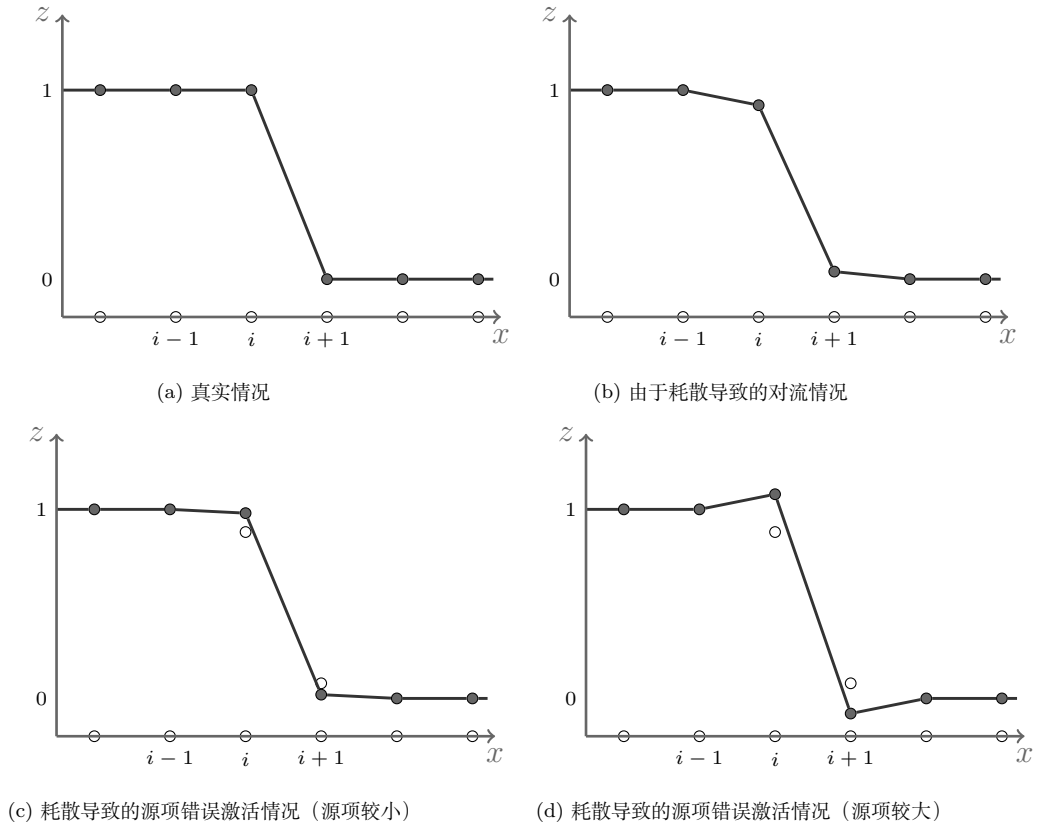 z
1
0
i − 1
i
i + 1
x
(a) 真实情况
z
1
0
i − 1
i
i + 1
x
(b) 由于耗散导致的对流情况
z
1
0
i − 1
i
i + 1
x
(c) 耗散导致的源项错误激活情况（源项较小）
z
1
0
i − 1
i
i + 1
x
(d) 耗散导致的源项错误激活情况（源项较大）